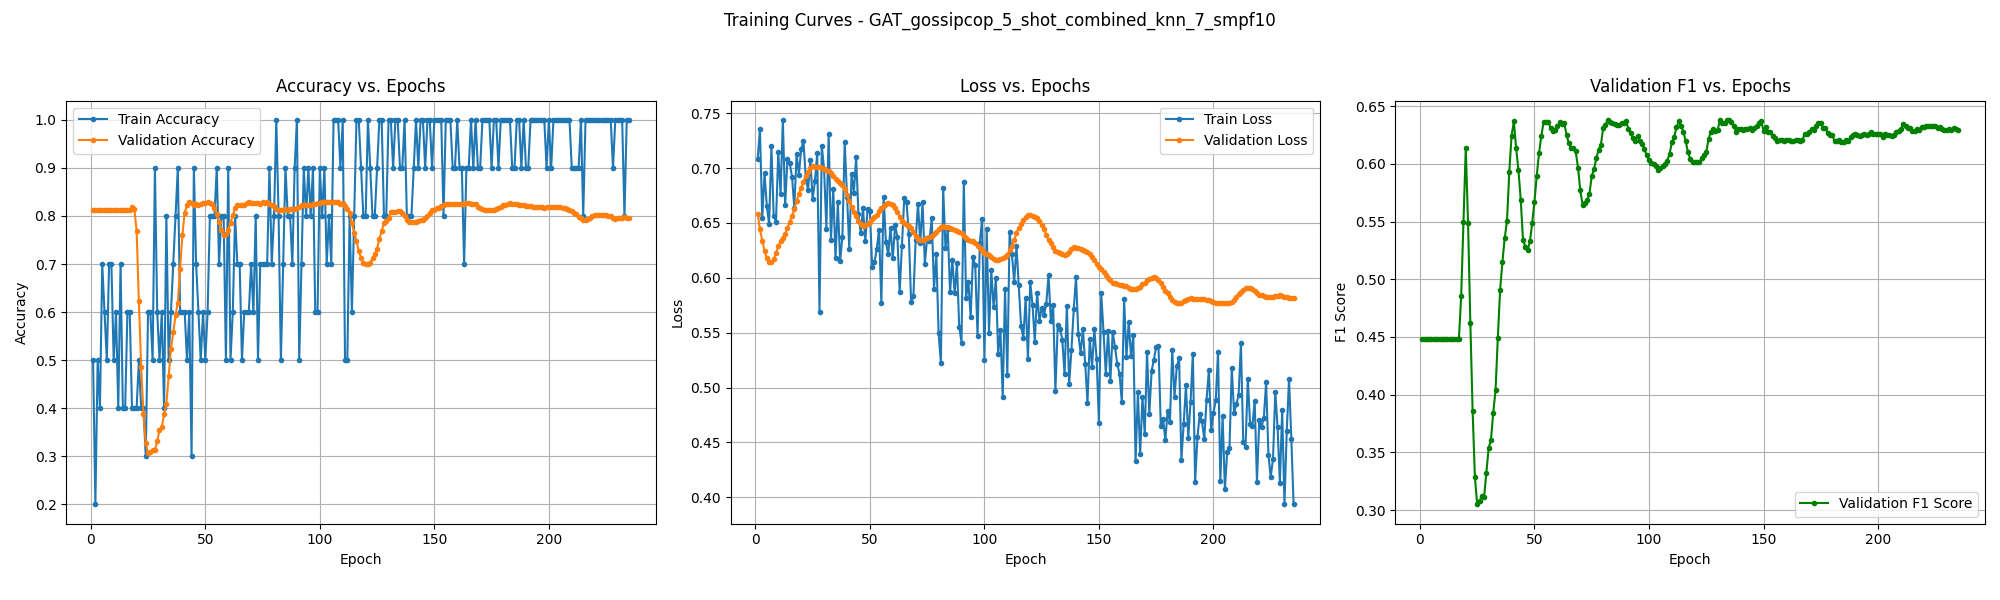 Training Curves - GAT_gossipcop_5_shot_combined_knn_7_smpf10
Accuracy vs. Epochs
Train Accuracy
Validation Accuracy
Accuracy
1.0
0.9
0.8
0.7
0.6
0.5
0.4
0.3
0.2
0
50
100
150
200
Epoch
Loss vs. Epochs
Train Loss
Validation Loss
Loss
0.75
0.70
0.65
0.60
0.55
0.50
0.45
0.40
0
50
100
150
200
Epoch
Validation F1 vs. Epochs
Validation F1 Score
F1 Score
0.65
0.60
0.55
0.50
0.45
0.40
0.35
0.30
0
50
100
150
200
Epoch